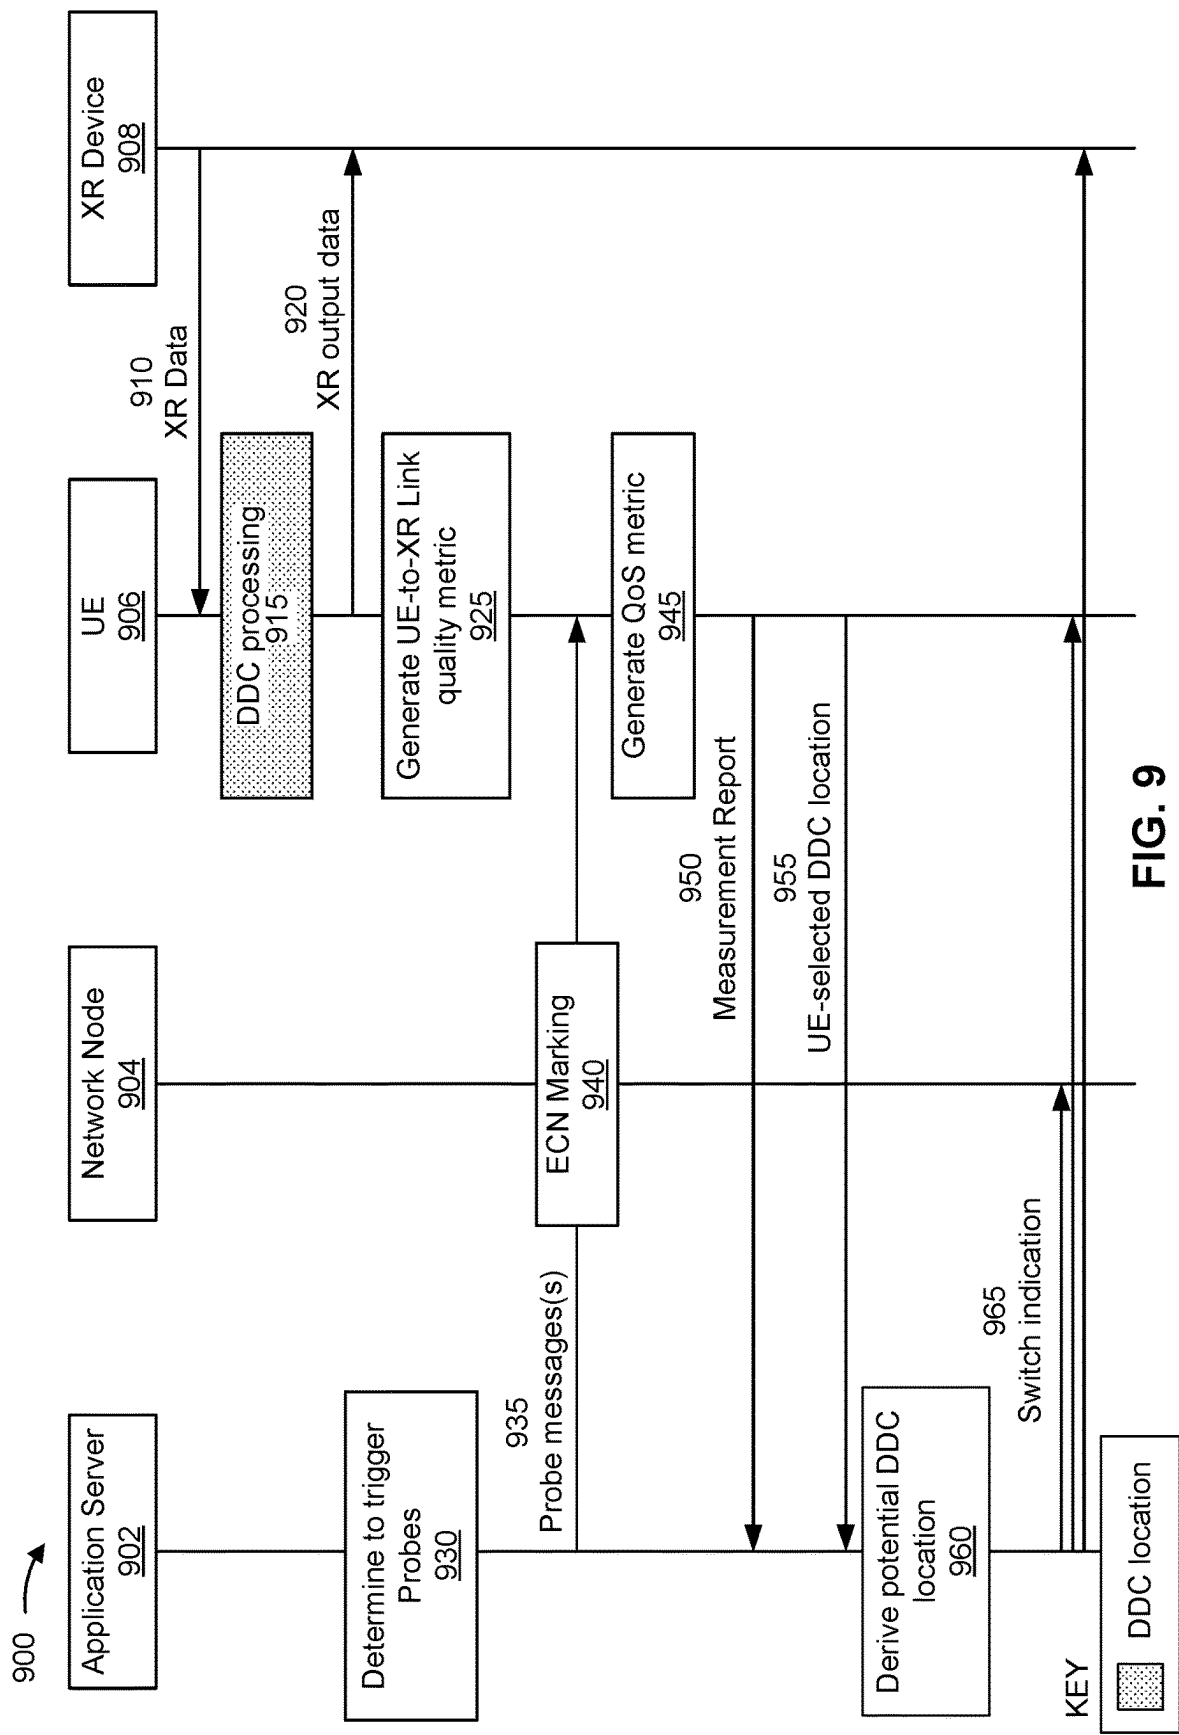 900
Application Server
902
Network Node
904
UE
906
XR Device
908
910
XR Data
DDC processing
915
920
XR output data
Generate UE-to-XR Link
quality metric
925
Determine to trigger
Probes
930
935
Probe messages(s)
ECN Marking
940
Generate QoS metric
945
950
Measurement Report
955
UE-selected DDC location
Derive potential DDC
location
960
965
Switch indication
KEY
DDC location
FIG. 9